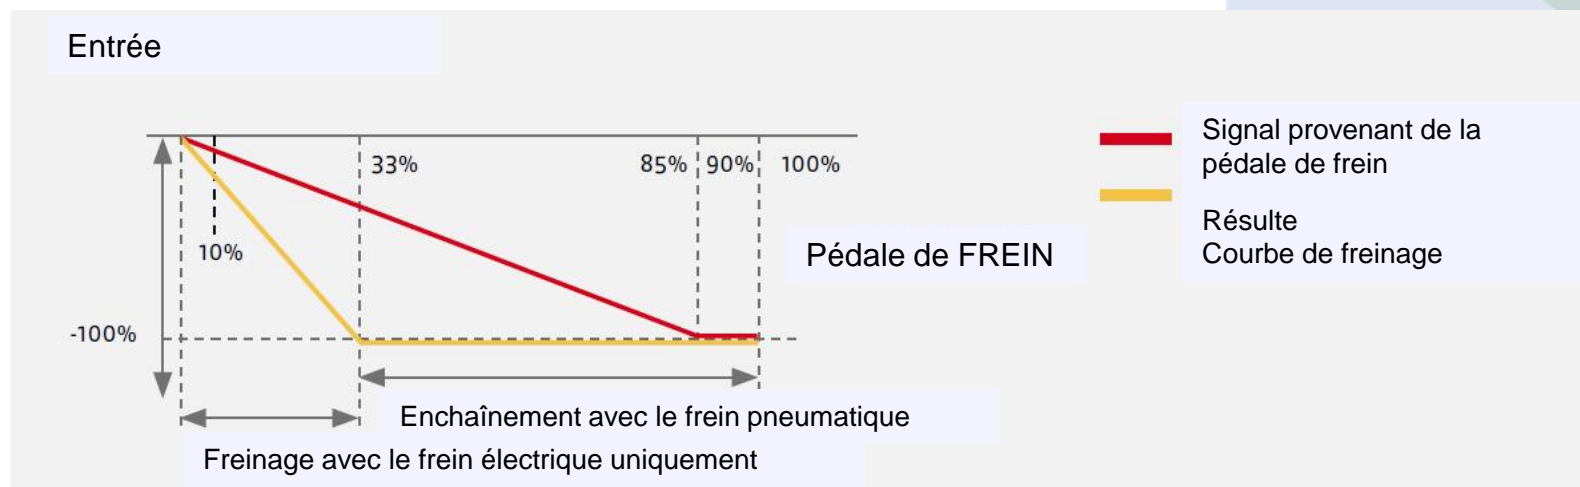 Entrée
33%
85%
90%
100%
10%
-100%
Pédale de FREIN
Enchaînement avec le frein pneumatique
Freinage avec le frein électrique uniquement
Signal provenant de la
pédale de frein
Résulte
Courbe de freinage